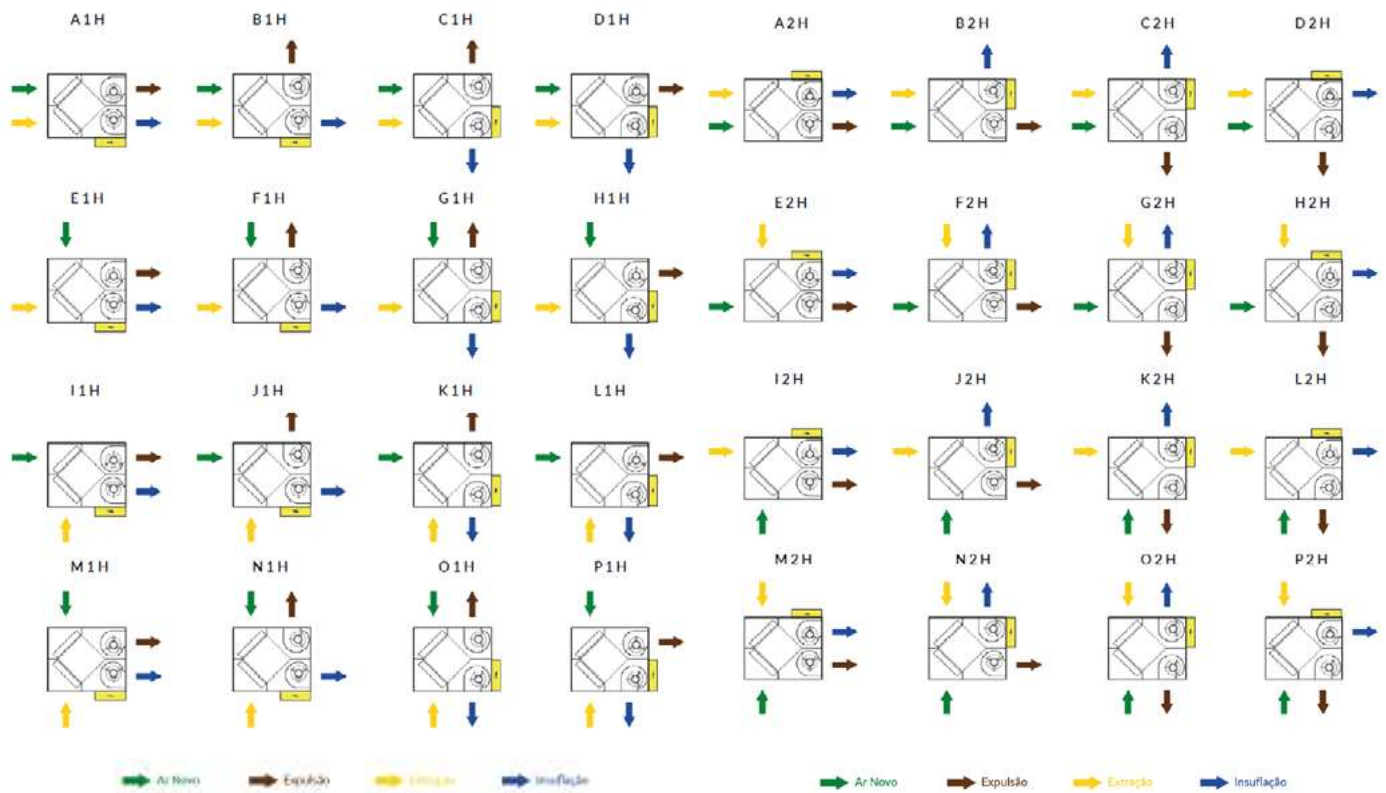 A1H B1H C1H D1H
A2H B2H C2H D2H
E1H F1H G1H H1H
E2H F2H G2H H2H
I1H J1H K1H L1H
I2H J2H K2H L2H
M1H N1H O1H P1H
M2H N2H O2H P2H
Ar Novo Expulsão Extração Insuflação
Ar Novo Expulsão Extração Insuflação